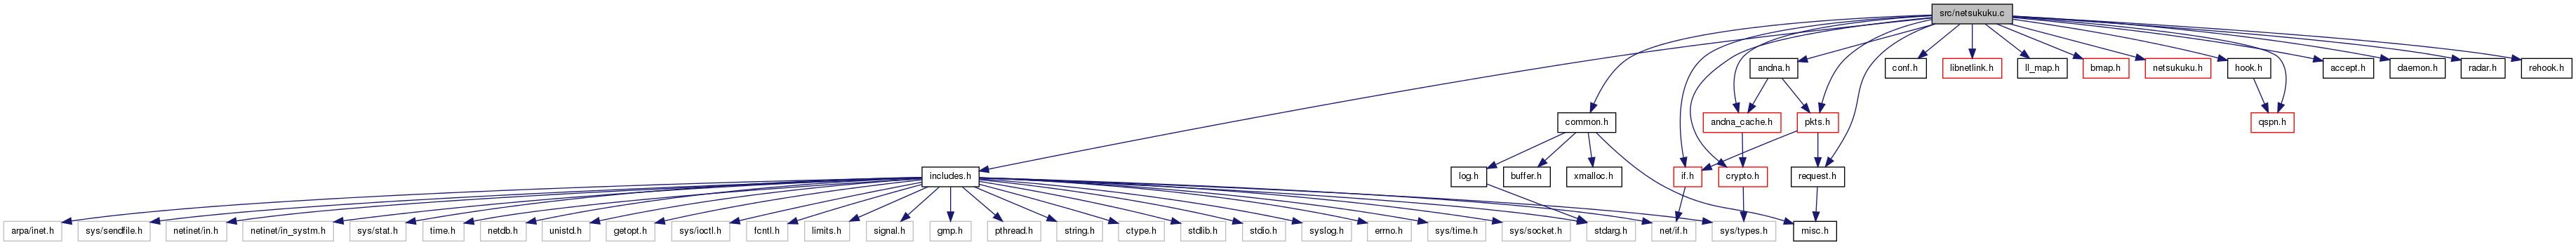 src/netsukuku.c
andna.h
conf.h
libnetlink.h
ll_map.h
bmap.h
netsukuku.h
hook.h
accept.h
daemon.h
radar.h
rehook.h
common.h
andna_cache.h
pkts.h
qspn.h
includes.h
log.h
buffer.h
xmalloc.h
if.h
crypto.h
request.h
arpa/inet.h
sys/sendfile.h
netinet/in.h
netinet/in_systm.h
sys/stat.h
time.h
netdb.h
unistd.h
getopt.h
sys/ioctl.h
fcntl.h
limits.h
signal.h
gmp.h
pthread.h
string.h
ctype.h
stdlib.h
stdio.h
syslog.h
errno.h
sys/time.h
sys/socket.h
stdarg.h
net/if.h
sys/types.h
misc.h